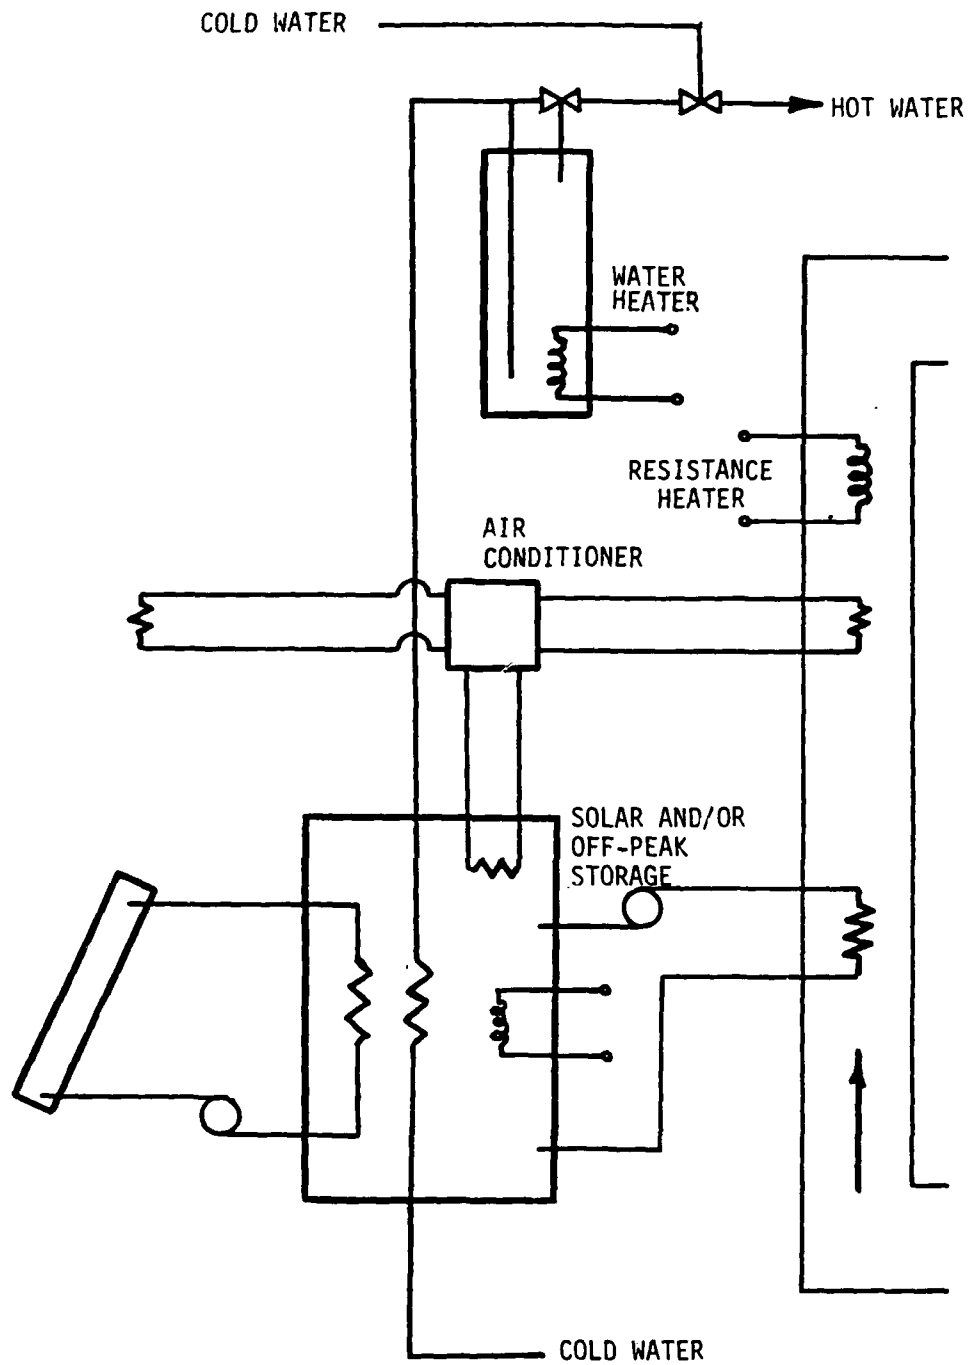 COLD WATER
HOT WATER
WATER
HEATER
RESISTANCE
HEATER
AIR
CONDITIONER
SOLAR AND/OR
OFF-PEAK
STORAGE
COLD WATER